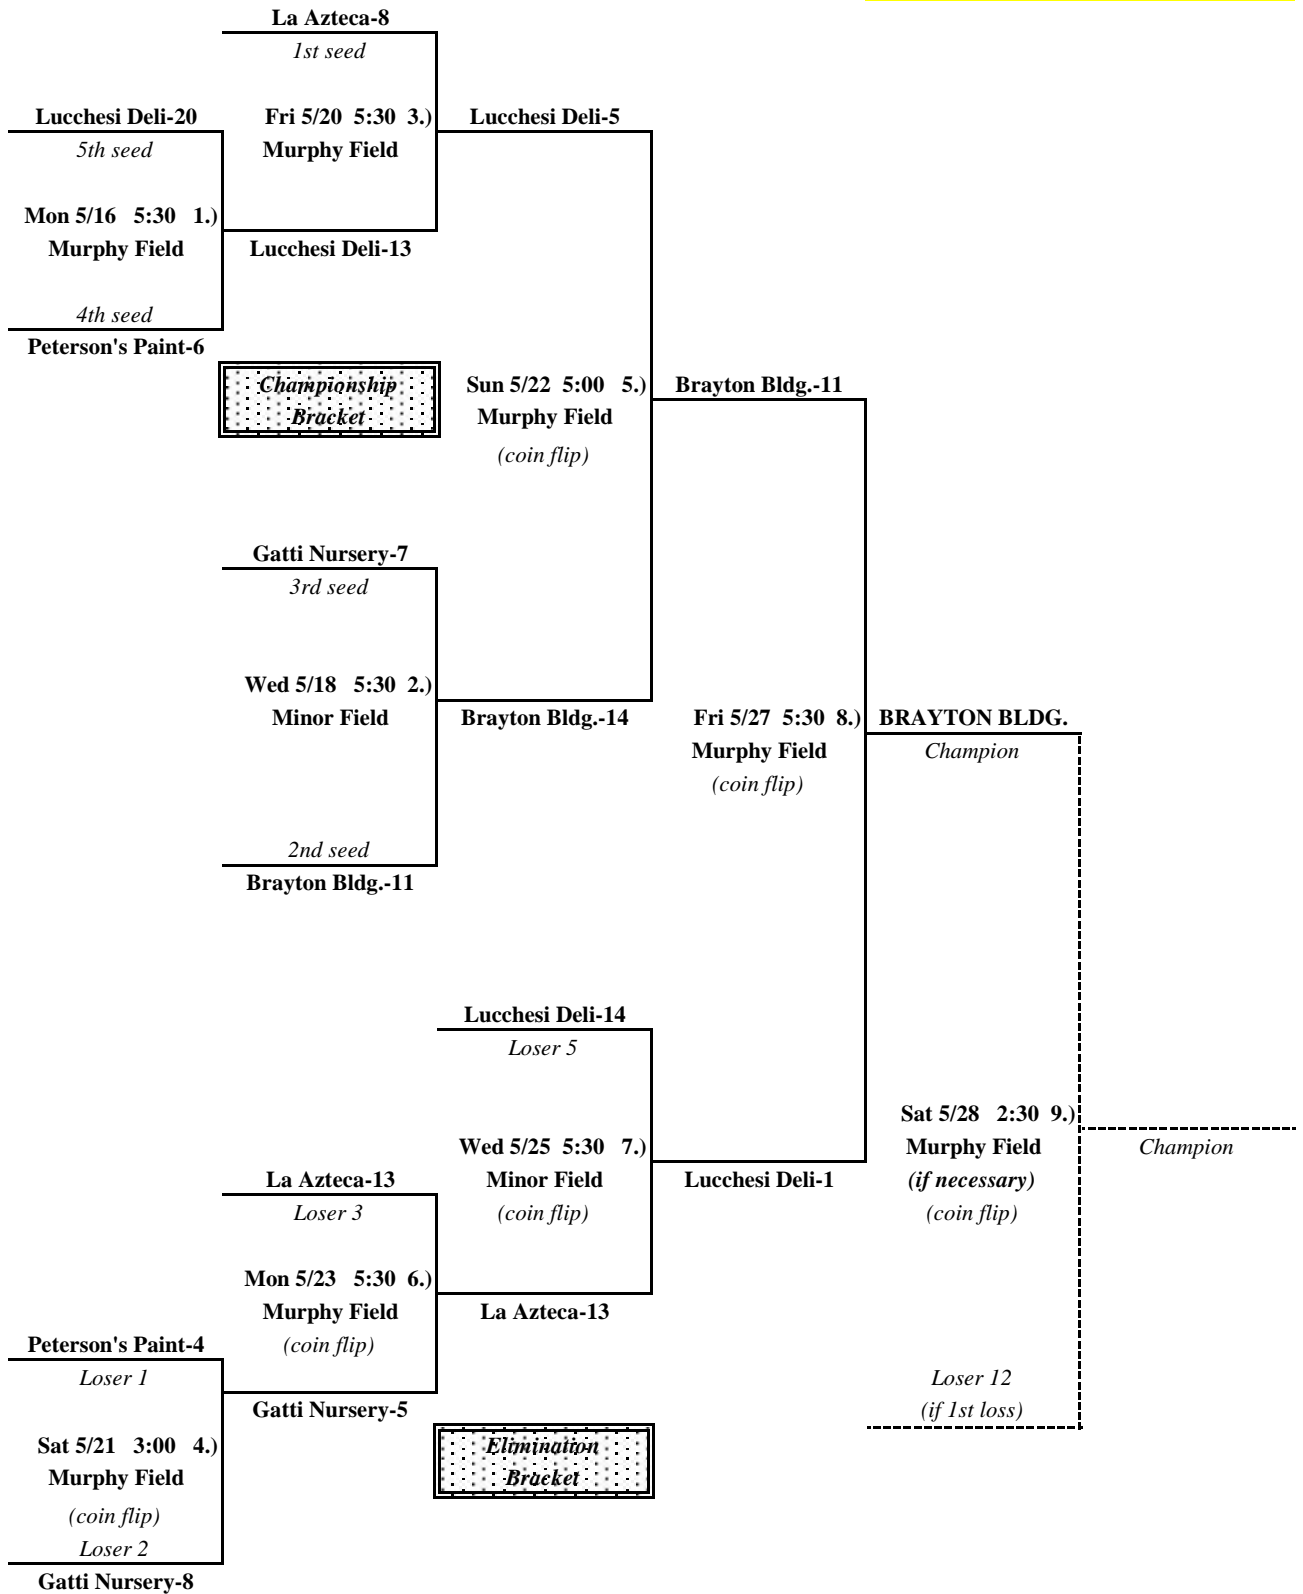 La Azteca-8
1st seed
Lucchesi Deli-20
Fri 5/20 5:30 3.)
Lucchesi Deli-5
5th seed
Murphy Field
Mon 5/16 5:30 1.)
Murphy Field
Lucchesi Deli-13
4th seed
Peterson's Paint-6
Championship
Bracket
Sun 5/22 5:00 5.)
Brayton Bldg.-11
Murphy Field
(coin flip)
Gatti Nursery-7
3rd seed
Wed 5/18 5:30 2.)
Minor Field
Brayton Bldg.-14
Fri 5/27 5:30 8.)
BRAYTON BLDG.
Murphy Field
Champion
(coin flip)
2nd seed
Brayton Bldg.-11
Lucchesi Deli-14
Loser 5
Sat 5/28 2:30 9.)
Wed 5/25 5:30 7.)
Murphy Field
Champion
La Azteca-13
Minor Field
Lucchesi Deli-1
(if necessary)
Loser 3
(coin flip)
(coin flip)
Mon 5/23 5:30 6.)
Murphy Field
La Azteca-13
Peterson's Paint-4
(coin flip)
Loser 1
Loser 12
Gatti Nursery-5
(if 1st loss)
Sat 5/21 3:00 4.)
Elimination
Murphy Field
Bracket
(coin flip)
Loser 2
Gatti Nursery-8